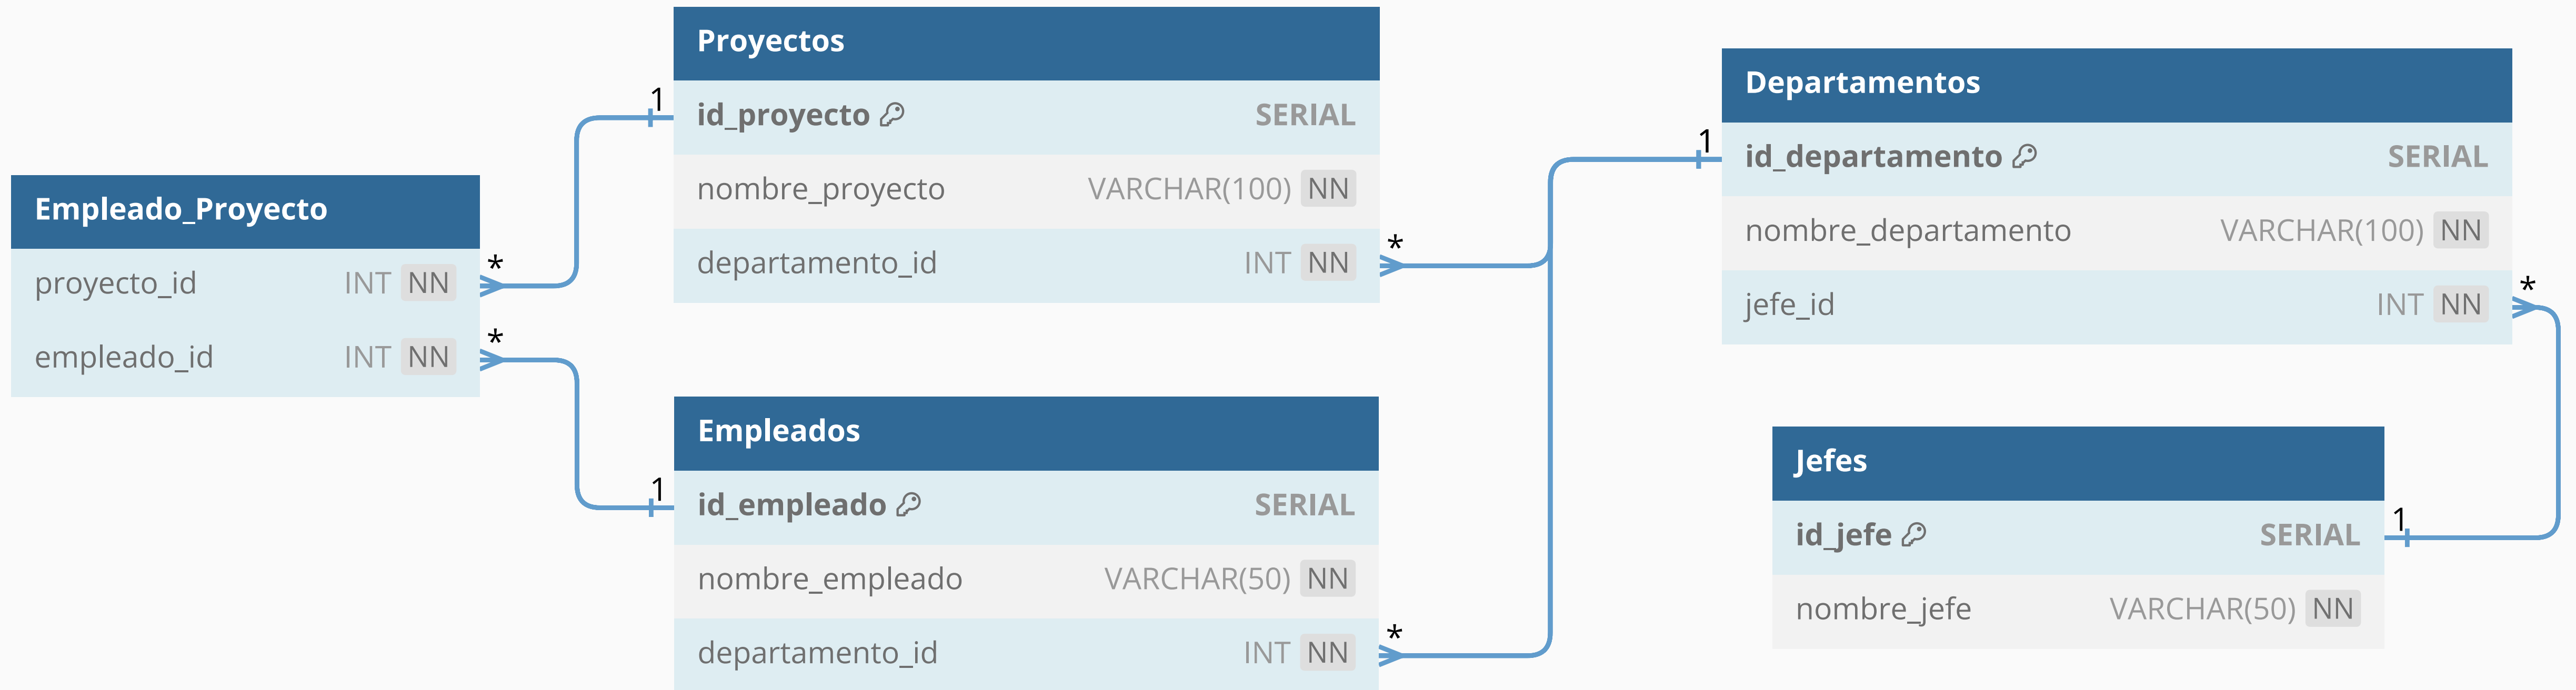 Proyectos
1
id_proyecto SERIAL
nombre_proyecto VARCHAR(100) NN
departamento_id INT NN *
Departamentos
1
id_departamento SERIAL
nombre_departamento VARCHAR(100) NN
jefe_id INT NN *
Empleado_Proyecto
proyecto_id INT NN *
empleado_id INT NN *
Empleados
1
id_empleado SERIAL
nombre_empleado VARCHAR(50) NN
departamento_id INT NN *
Jefes
id_jefe SERIAL 1
nombre_jefe VARCHAR(50) NN